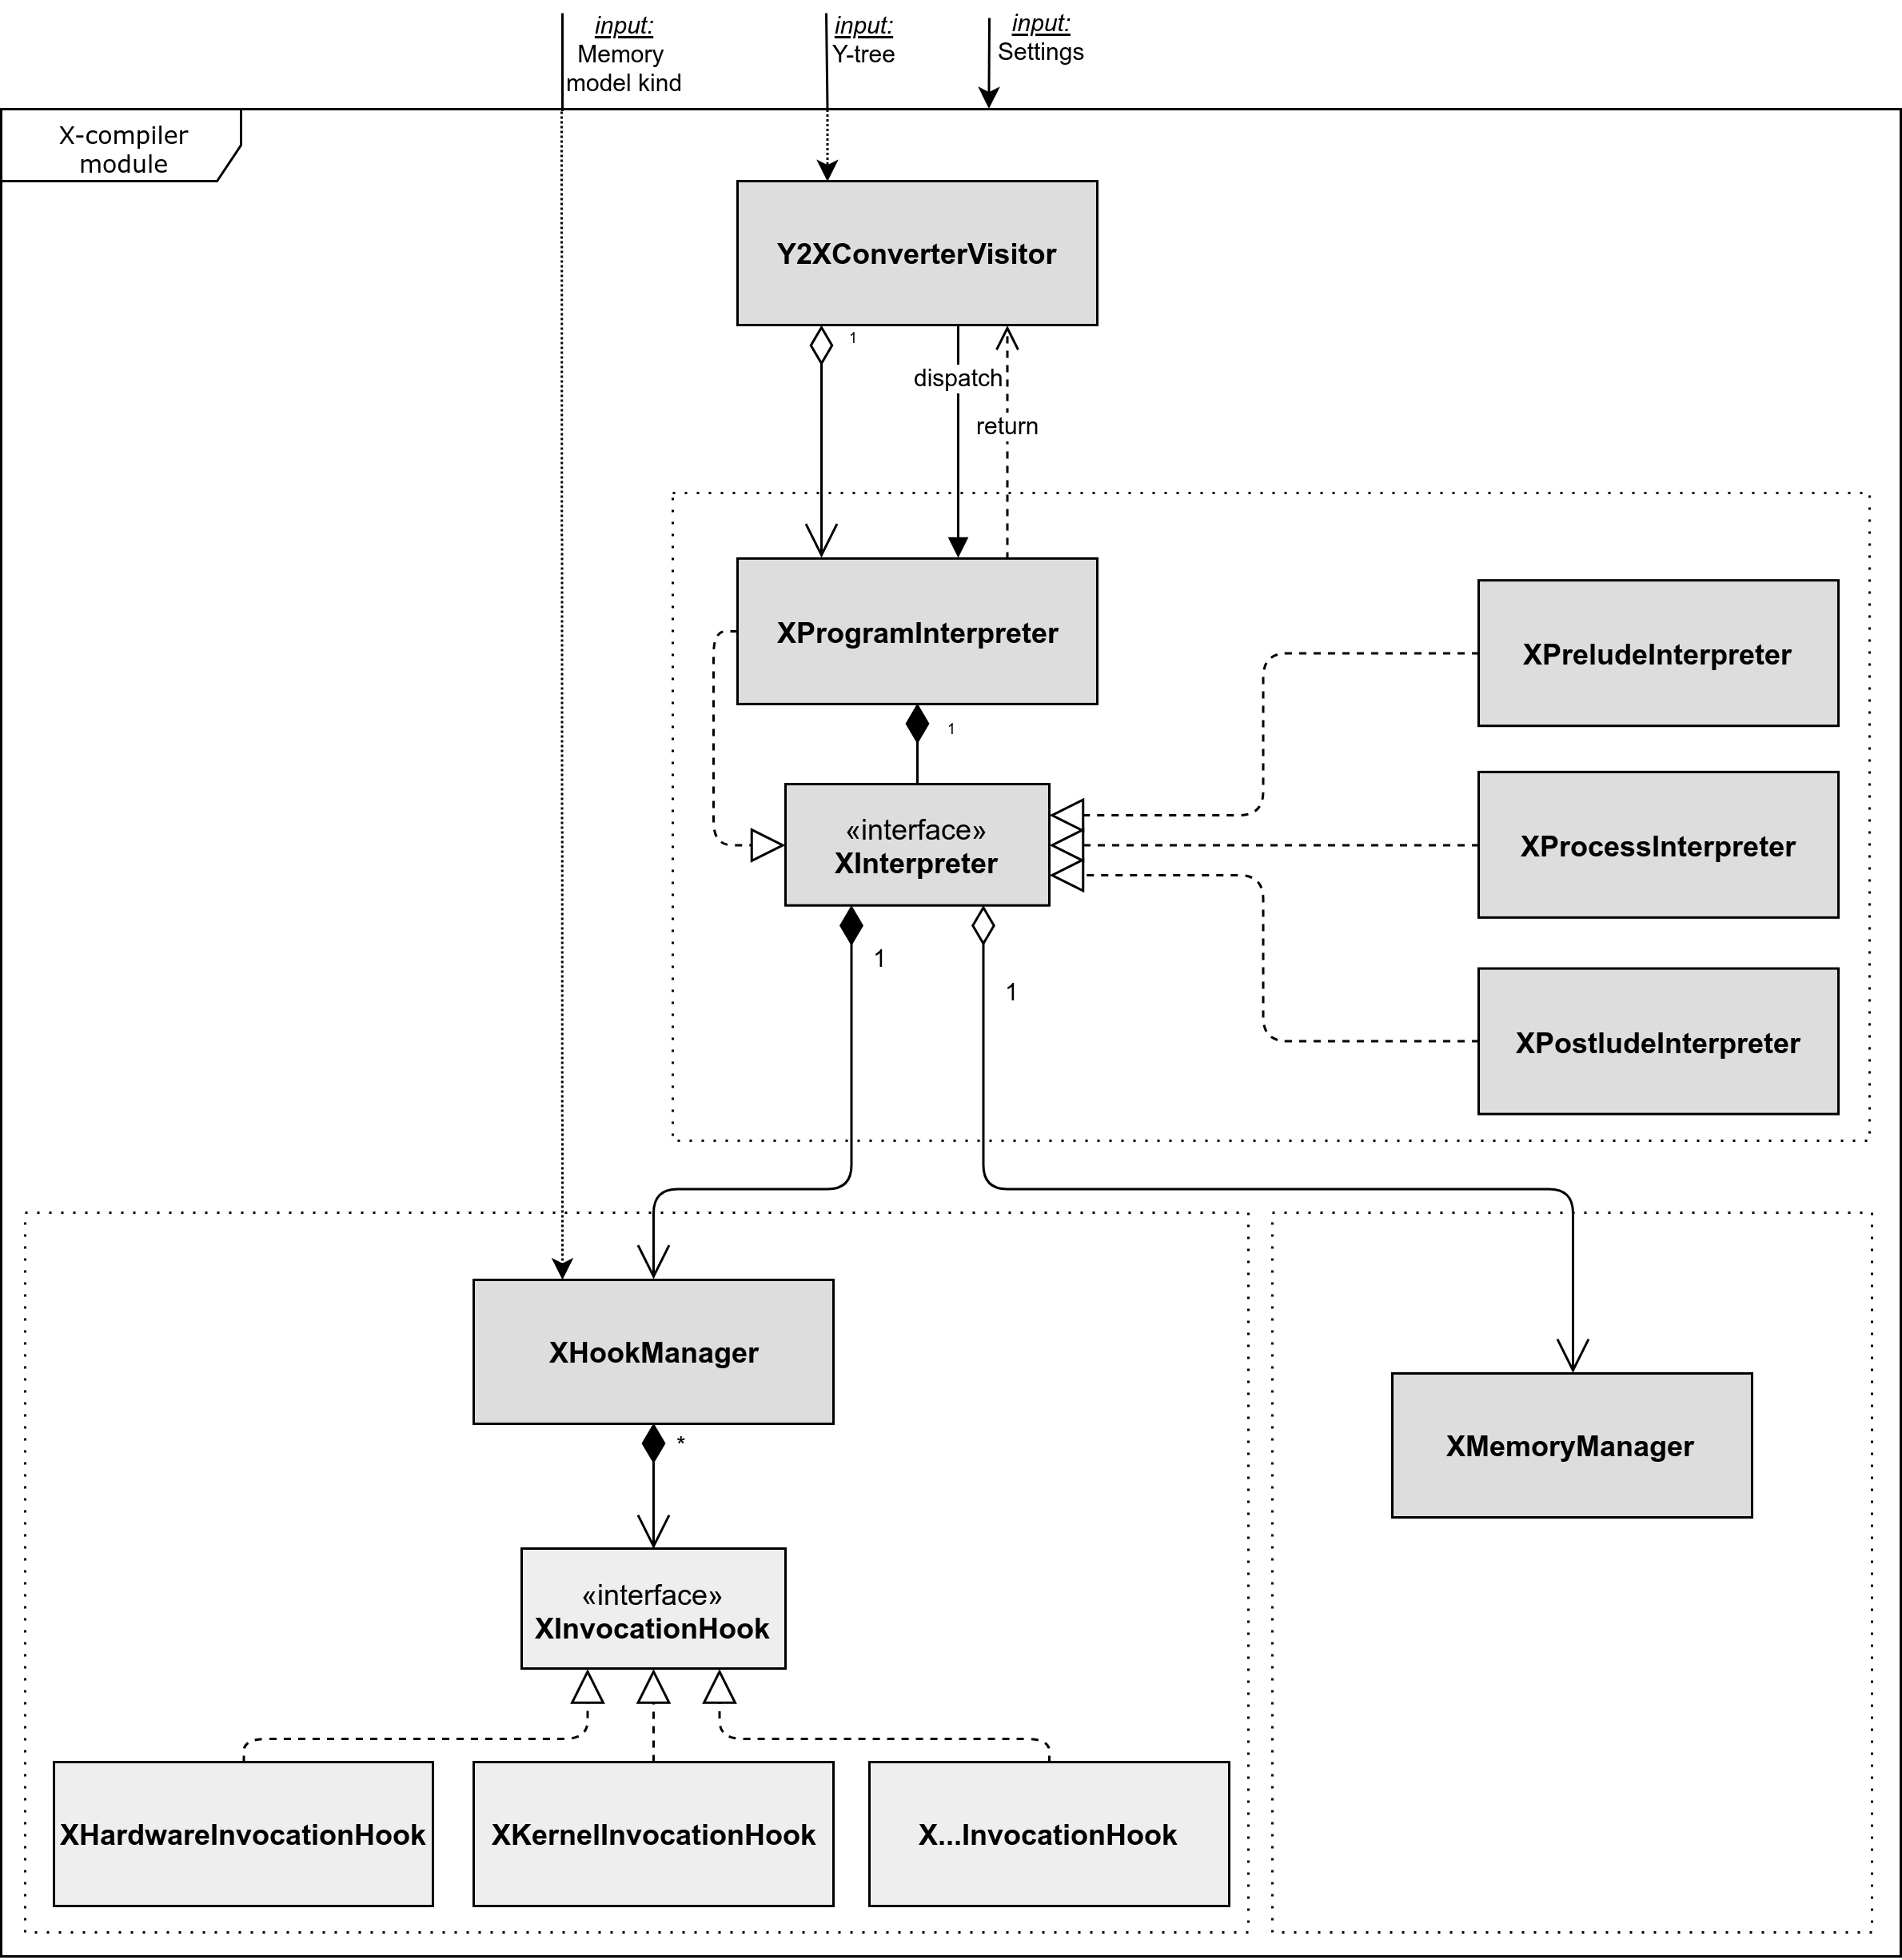 input:
Memory
model kind
input:
Y-tree
input:
Settings
X-compiler
module
Y2XConverterVisitor
1
dispatch
return
XProgramInterpreter
XPreludeInterpreter
1
«interface»
XInterpreter
XProcessInterpreter
1
1
XPostludeInterpreter
XHookManager
*
XMemoryManager
«interface»
XInvocationHook
XHardwareInvocationHook
XKernelInvocationHook
X...InvocationHook